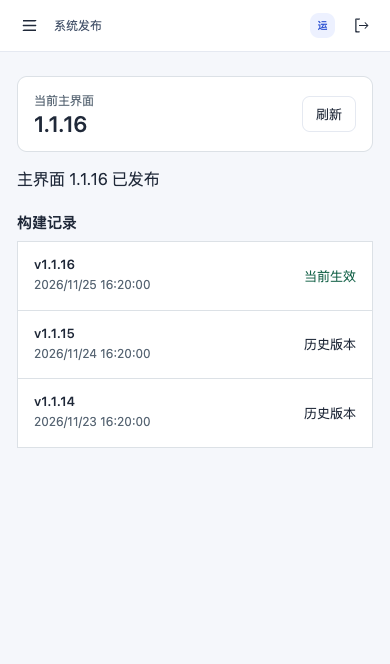 系统发布
运
当前主界面
1.1.16
刷新
主界面 1.1.16 已发布
构建记录
v1.1.16
2026/11/25 16:20:00
当前生效
v1.1.15
2026/11/24 16:20:00
历史版本
v1.1.14
2026/11/23 16:20:00
历史版本